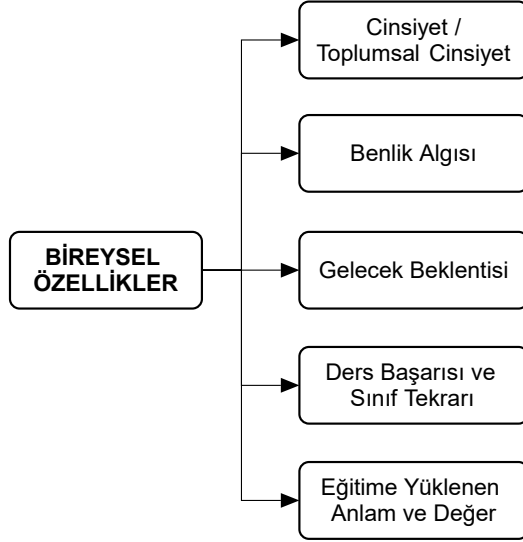 Cinsiyet /
Toplumsal Cinsiyet
Benlik Algısı
BİREYSEL
ÖZELLİKLER
Gelecek Beklentisi
Ders Başarısı ve
Sınıf Tekrarı
Eğitime Yüklenen
Anlam ve Değer